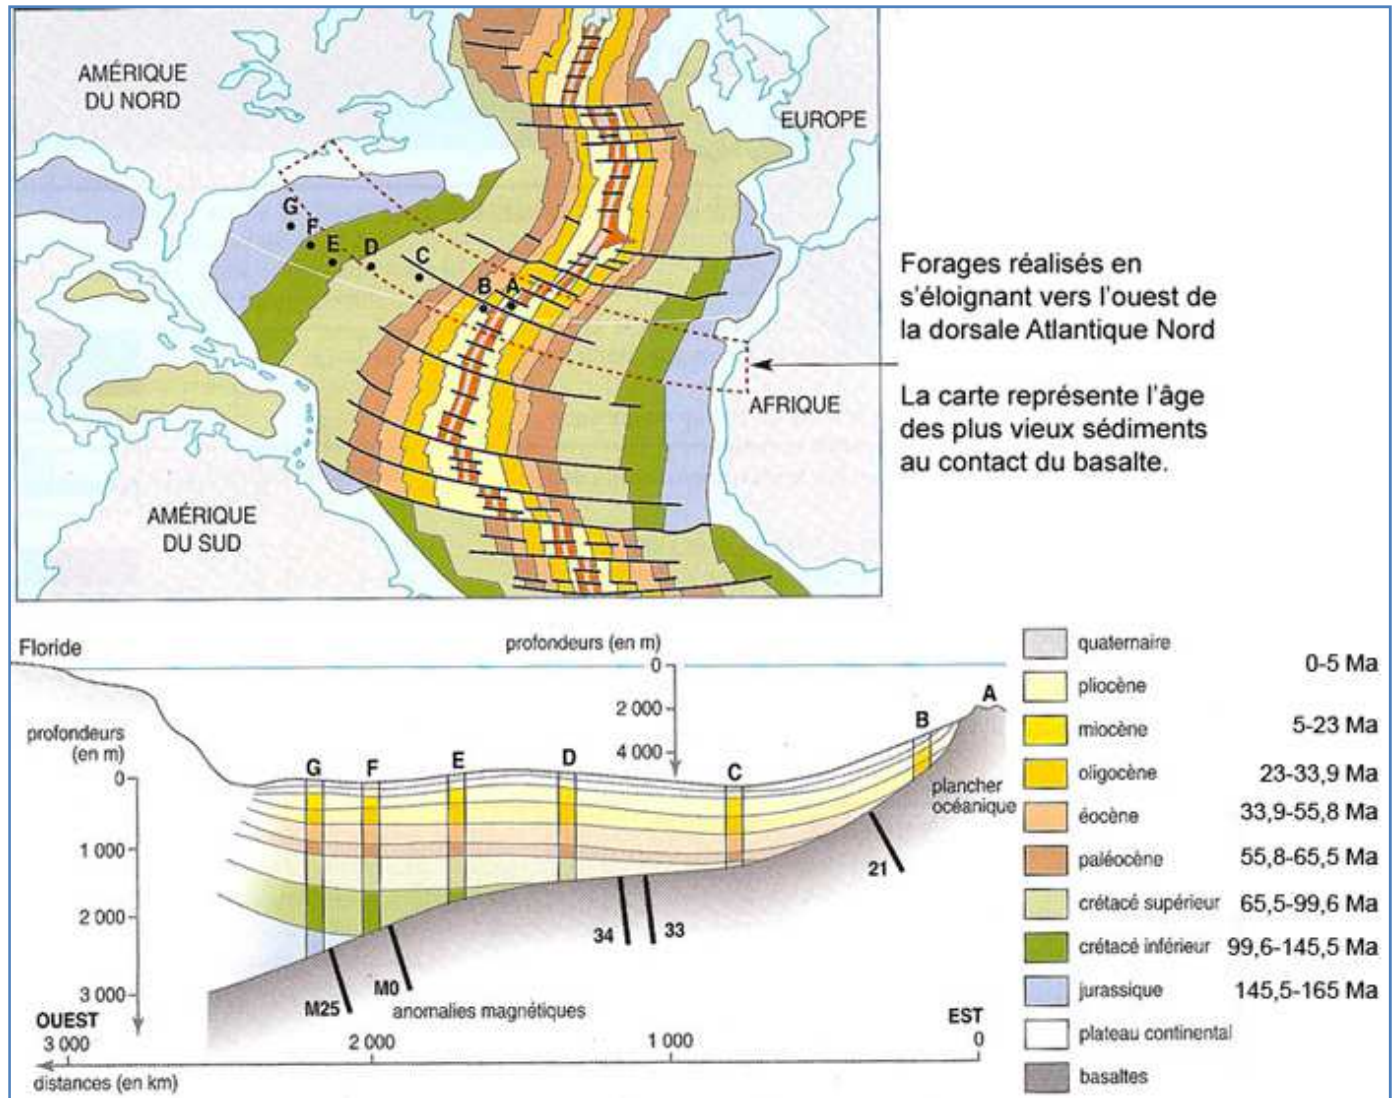 AMÉRIQUE
DU NORD
EUROPE
G
F
E
D
C
B
A
AFRIQUE
AMÉRIQUE
DU SUD
Forages réalisés en
s'éloignant vers l'ouest de
la dorsale Atlantique Nord
La carte représente l'âge
des plus vieux sédiments
au contact du basalte.
Floride
profondeurs (en m)
0
2 000
4 000
profondeurs
(en m)
0
1 000
2 000
3 000
G
F
E
D
C
B
A
plancher
océanique
21
34
33
M0
M25
anomalies magnétiques
OUEST
EST
3 000
2 000
1 000
0
distances (en km)
quaternaire
0-5 Ma
pliocène
miocène
5-23 Ma
oligocène
23-33,9 Ma
éocène
33,9-55,8 Ma
paléocène
55,8-65,5 Ma
crétacé supérieur
65,5-99,6 Ma
crétacé inférieur
99,6-145,5 Ma
jurassique
145,5-165 Ma
plateau continental
basaltes